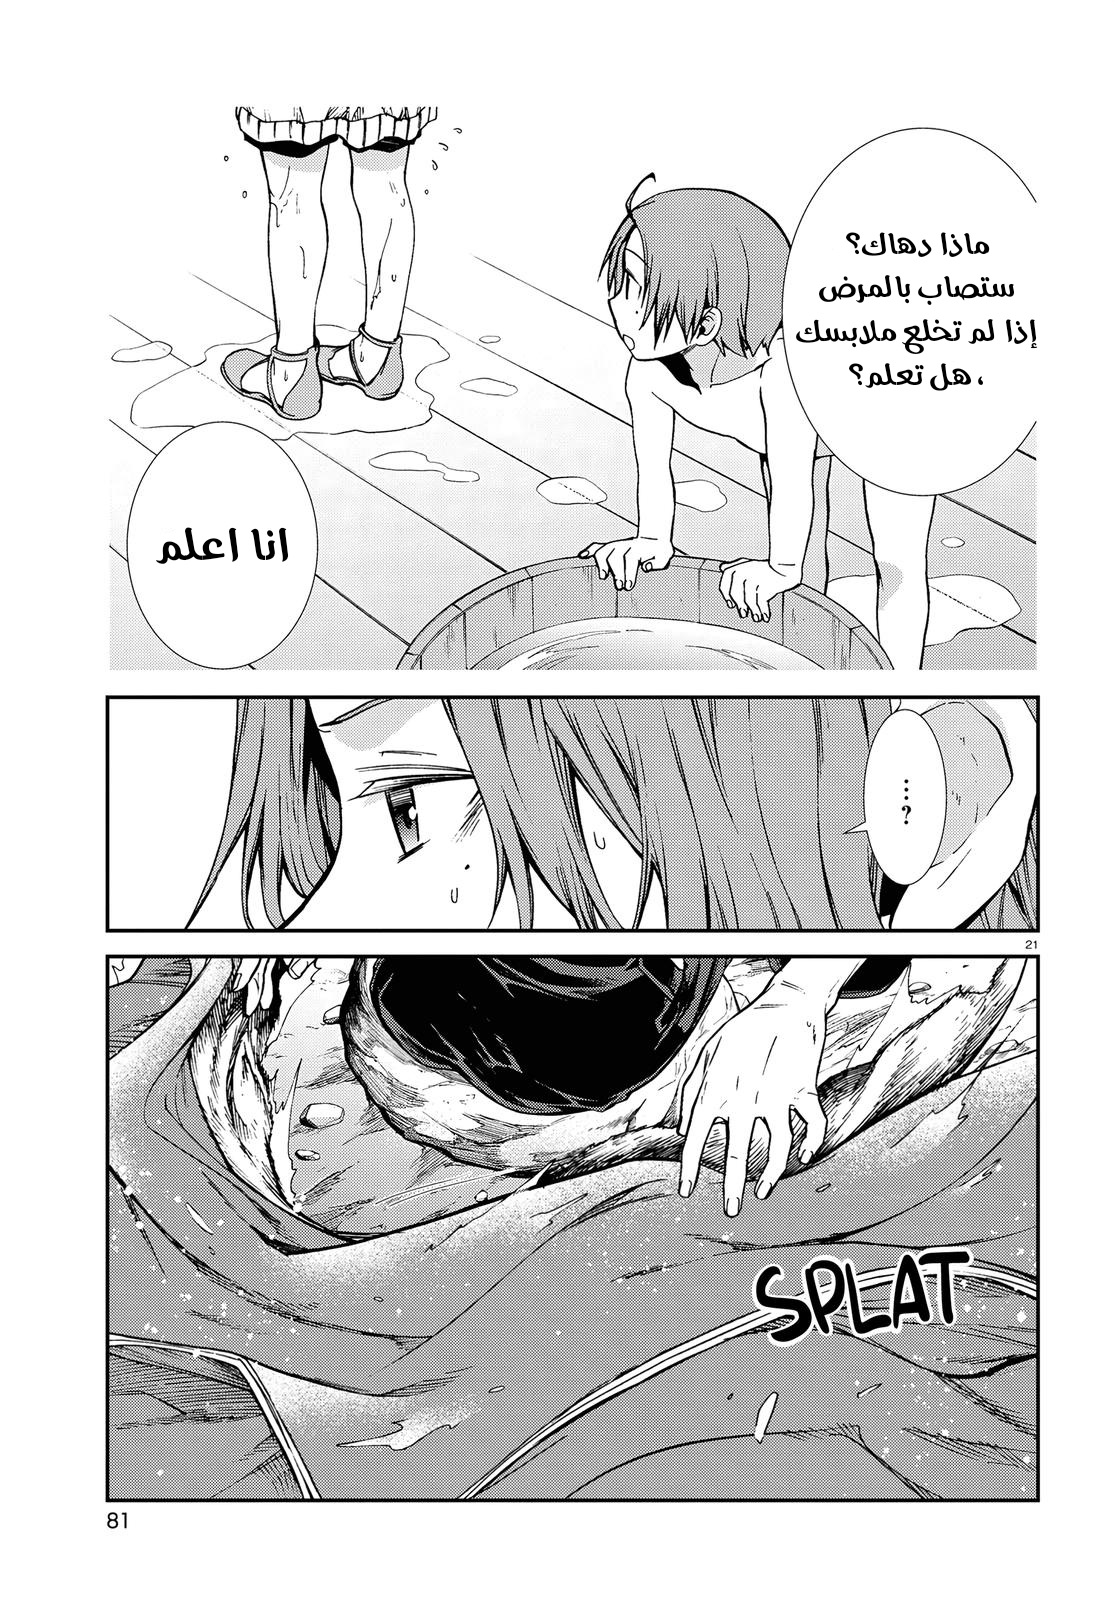 ماذا دهاك؟
ستصاب بالمرض
إذا لم تخلع ملابسك
، هل تعلم؟
انا اعلم
...?
21
SPLAT
81